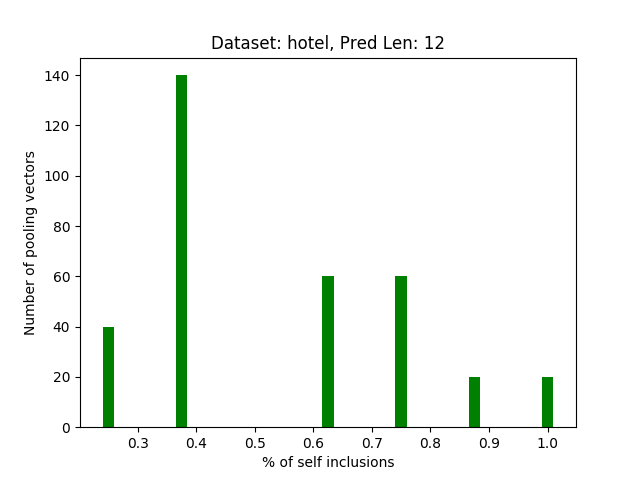 Dataset: hotel, Pred Len: 12
140
120
100
80
60
40
20
0
Number of pooling vectors
0.3 0.4 0.5 0.6 0.7 0.8 0.9 1.0
% of self inclusions